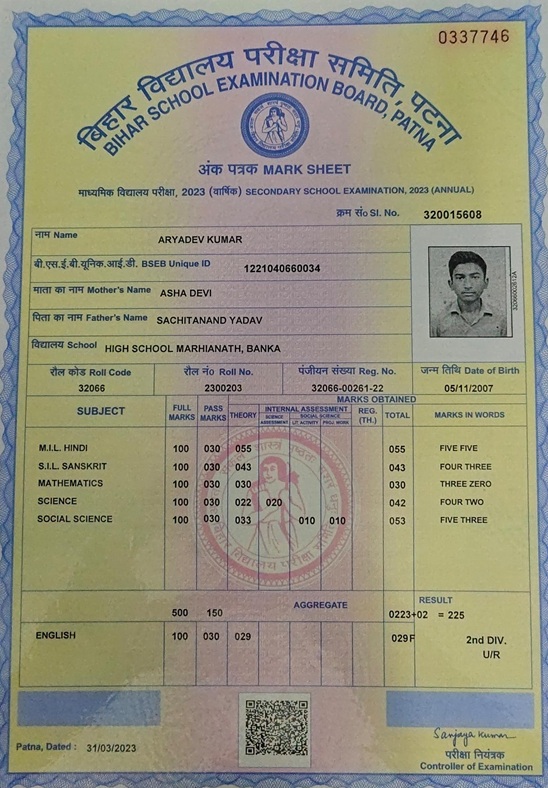 0337746
बिहार विद्यालय परीक्षा समिति, पटना
BIHAR SCHOOL EXAMINATION BOARD, PATNA
अंक पत्रक MARK SHEET
माध्यमिक विद्यालय परीक्षा, 2023 (वार्षिक) SECONDARY SCHOOL EXAMINATION, 2023 (ANNUAL)
क्रम सं० Sl. No. 320015608
नाम Name ARYADEV KUMAR
बी.एस.ई.बी.यूनिक.आई.डी. BSEB Unique ID 1221040660034
माता का नाम Mother's Name ASHA DEVI
पिता का नाम Father's Name SACHITANAND YADAV
विद्यालय School HIGH SCHOOL MARHIANATH, BANKA
रौल कोड Roll Code रौल नं० Roll No. पंजीयन संख्या Reg. No. जन्म तिथि Date of Birth
32066 2300203 32066-00261-22 05/11/2007
MARKS OBTAINED
SUBJECT FULL MARKS PASS MARKS THEORY INTERNAL ASSESSMENT REG. (TH.) TOTAL MARKS IN WORDS
SCIENCE ASSESSMENT SOCIAL SCIENCE
LIT. ACTIVITY PROJ. WORK
M.I.L. HINDI 100 030 055 055 FIVE FIVE
S.I.L. SANSKRIT 100 030 043 043 FOUR THREE
MATHEMATICS 100 030 030 030 THREE ZERO
SCIENCE 100 030 022 020 042 FOUR TWO
SOCIAL SCIENCE 100 030 033 010 010 053 FIVE THREE
AGGREGATE RESULT
500 150 0223+02 = 225
ENGLISH 100 030 029 029F 2nd DIV.
U/R
Patna, Dated : 31/03/2023
Sanjaya Kumar
परीक्षा नियंत्रक
Controller of Examination